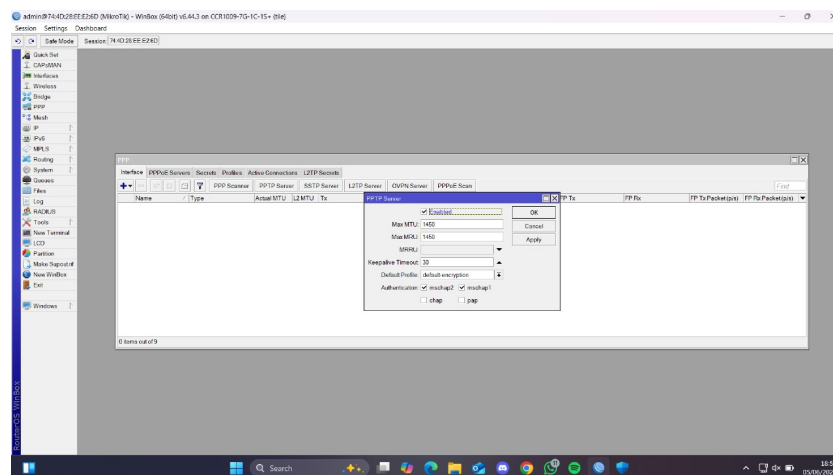 admin@74:4D:28:EE:E2:6D (MikroTik) - WinBox (64bit) v6.44.3 on CCR1009-7G-1C-1S+ (tile)
Session Settings Dashboard
Safe Mode Session: 74:4D:28:EE:E2:6D
Quick Set
CAPsMAN
Interfaces
Wireless
Bridge
PPP
Mesh
IP
IPv6
MPLS
Routing
System
Queues
Files
Log
RADIUS
Tools
New Terminal
LCD
Partition
Make Supout.rif
New WinBox
Exit
Windows
RouterOS WinBox
PPP
Interface PPPoE Servers Secrets Profiles Active Connections L2TP Secrets
PPP Scanner PPTP Server SSTP Server L2TP Server OVPN Server PPPoE Scan Find
Name Type Actual MTU L2 MTU Tx FP Tx FP Rx FP Tx Packet (p/s) FP Rx Packet (p/s)
PPTP Server
Enabled OK
Max MTU: 1450 Cancel
Max MRU: 1450 Apply
MRRU:
Keepalive Timeout: 30
Default Profile: default-encryption
Authentication: mschap2 mschap1
chap pap
0 items out of 9
Search